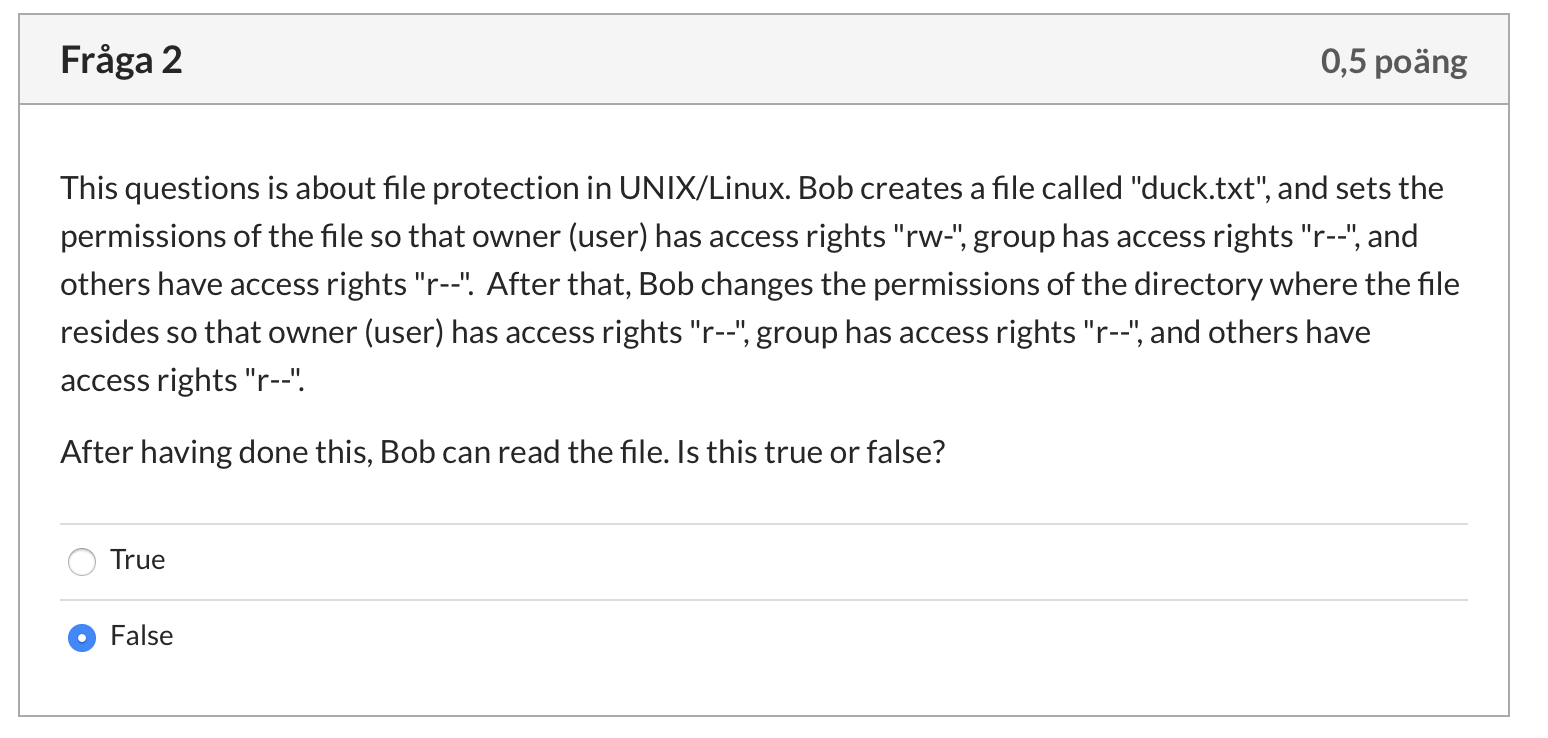 Fråga 2
0,5 poäng
This questions is about file protection in UNIX/Linux. Bob creates a file called "duck.txt", and sets the
permissions of the file so that owner (user) has access rights "rw-", group has access rights "r--", and
others have access rights "r--".  After that, Bob changes the permissions of the directory where the file
resides so that owner (user) has access rights "r--", group has access rights "r--", and others have
access rights "r--".
After having done this, Bob can read the file. Is this true or false?
True
False